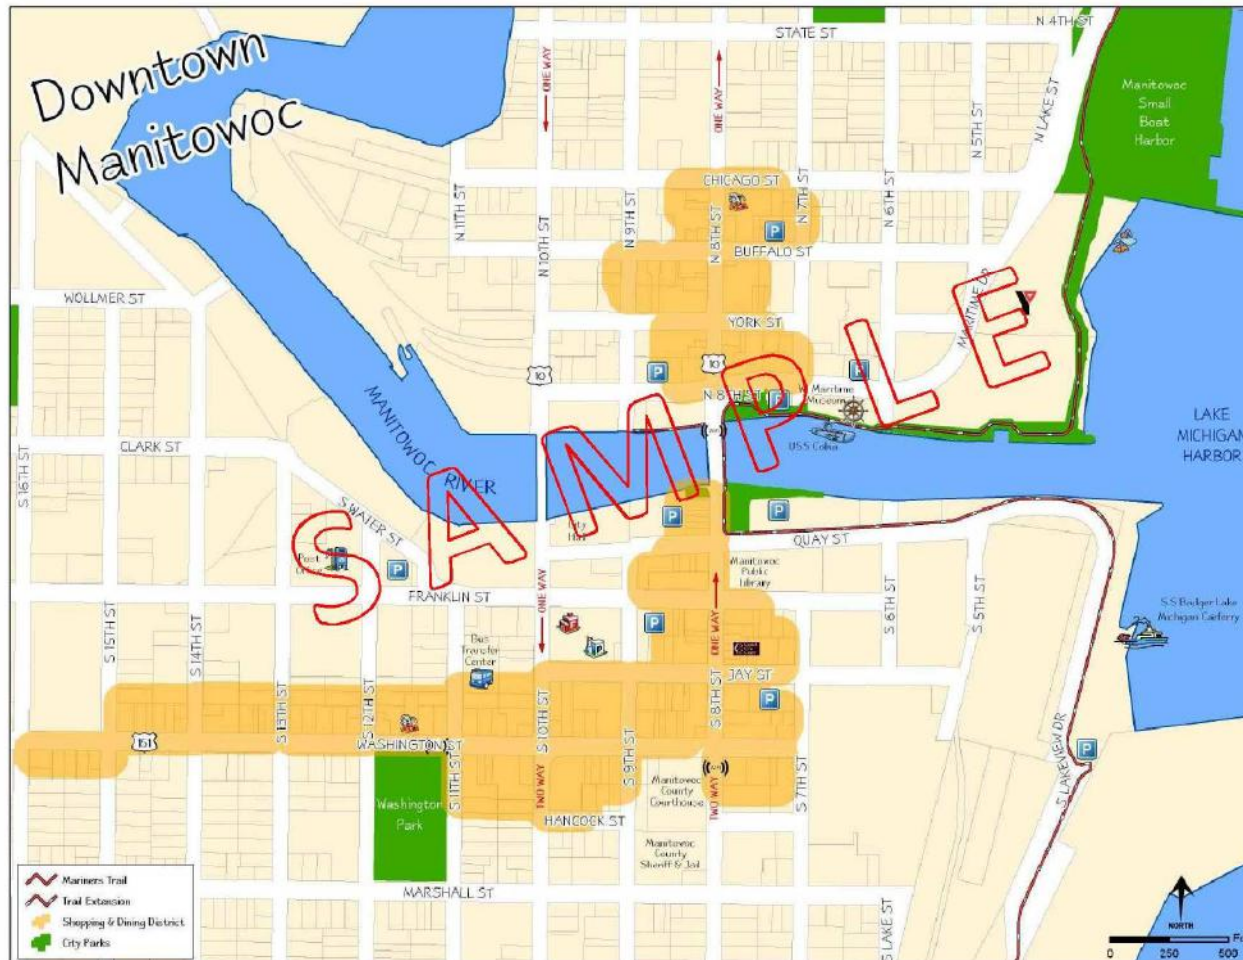 Downtown
Manitowoc
SAMPLE
STATE ST
N 4TH ST
N LAKE ST
N 5TH ST
N 6TH ST
N 7TH ST
N 8TH ST
N 9TH ST
N 10TH ST
N 11TH ST
ONE WAY
ONE WAY
Manitowoc
Small
Boat
Harbor
CHICAGO ST
P
BUFFALO ST
WOLLMER ST
YORK ST
MARITIME DR
10
10
P
P
P
N 8TH ST
Maritime
Museum
USS Cobia
LAKE
MICHIGAN
HARBOR
MANITOWOC RIVER
CLARK ST
S 16TH ST
S WATER ST
P
P
QUAY ST
City
Hall
Post
Office
P
Manitowoc
Public
Library
FRANKLIN ST
ONE WAY
ONE WAY
P
S 15TH ST
S 14TH ST
S 13TH ST
S 12TH ST
S 11TH ST
S 10TH ST
S 9TH ST
S 8TH ST
S 7TH ST
S 6TH ST
S 5TH ST
S.S Badger Lake
Michigan Carferry
Bus
Transfer
Center
JAY ST
P
151
WASHINGTON ST
P
S LAKEVIEW DR
TWO WAY
TWO WAY
Manitowoc
County
Courthouse
Washington
Park
HANCOCK ST
Manitowoc
County
Sheriff & Jail
MARSHALL ST
S LAKE ST
Mariners Trail
Trail Extension
Shopping & Dining District
City Parks
NORTH
0 250 500